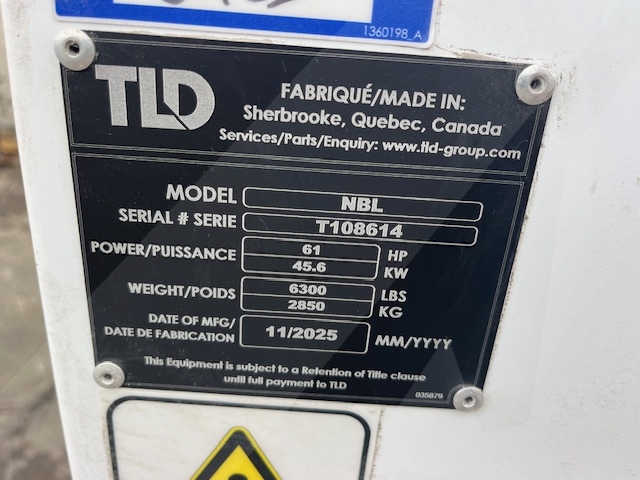 1360198_A
TLD
FABRIQUÉ/MADE IN:
Sherbrooke, Quebec, Canada
Services/Parts/Enquiry: www.tld-group.com
MODEL NBL
SERIAL # SERIE T108614
POWER/PUISSANCE 61 HP
45.6 KW
WEIGHT/POIDS 6300 LBS
2850 KG
DATE OF MFG/
DATE DE FABRICATION 11/2025 MM/YYYY
This Equipment is subject to a Retention of Title clause
until full payment to TLD
035879